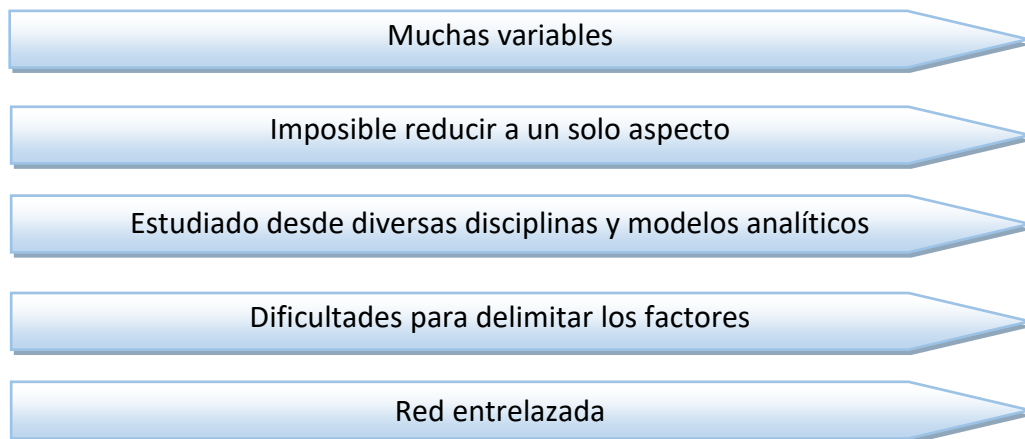 Muchas variables
Imposible reducir a un solo aspecto
Estudiado desde diversas disciplinas y modelos analíticos
Dificultades para delimitar los factores
Red entrelazada